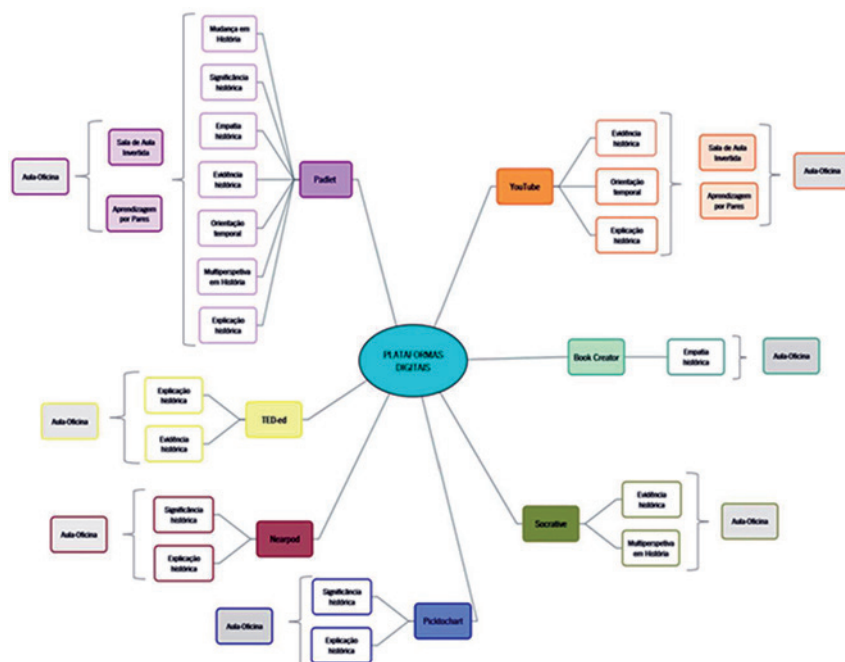 PLATAFORMAS
DIGITAIS
Padlet
Mudança em
História
Significância
histórica
Empatia
histórica
Evidência
histórica
Orientação
temporal
Multiperspetiva
em História
Explicação
histórica
Sala de Aula
Invertida
Aprendizagem
por Pares
Aula-Oficina
YouTube
Evidência
histórica
Orientação
temporal
Explicação
histórica
Sala de Aula
Invertida
Aprendizagem
por Pares
Aula-Oficina
Book Creator
Empatia
histórica
Aula-Oficina
TED-ed
Explicação
histórica
Evidência
histórica
Aula-Oficina
Socrative
Evidência
histórica
Multiperspetiva
em História
Aula-Oficina
Nearpod
Significância
histórica
Explicação
histórica
Aula-Oficina
Picktochart
Significância
histórica
Explicação
histórica
Aula-Oficina